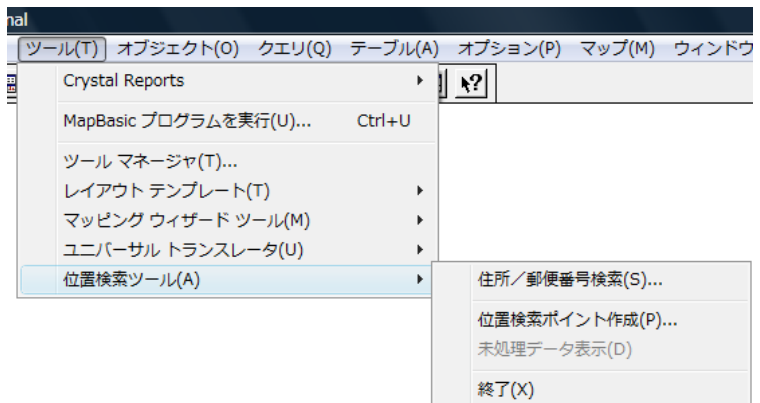 nal
ツール(T) オブジェクト(O) クエリ(Q) テーブル(A) オプション(P) マップ(M) ウィンドウ
Crystal Reports
MapBasic プログラムを実行(U)... Ctrl+U
ツール マネージャ(T)...
レイアウト テンプレート(T)
マッピング ウィザード ツール(M)
ユニバーサル トランスレータ(U)
位置検索ツール(A)
住所／郵便番号検索(S)...
位置検索ポイント作成(P)...
未処理データ表示(D)
終了(X)